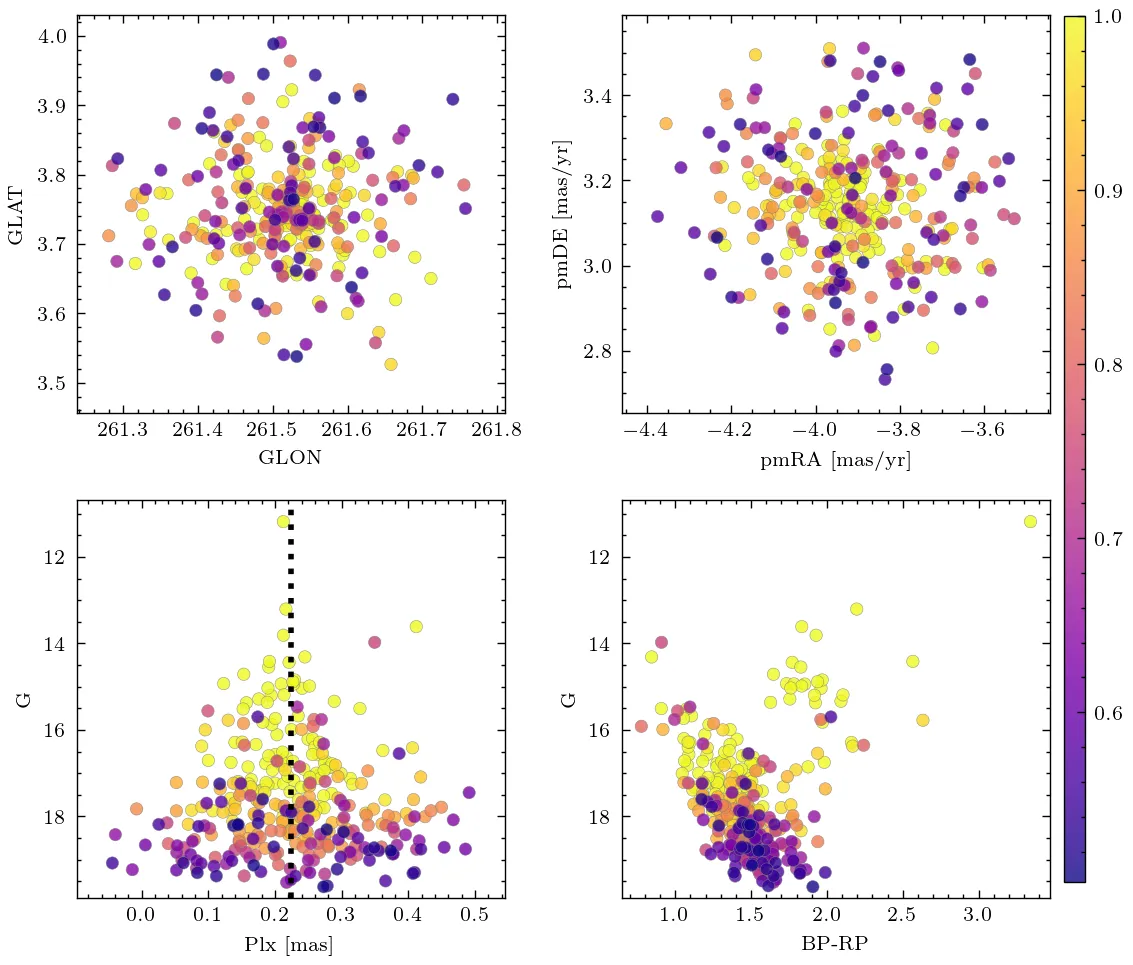 4.0
3.9
3.8
3.7
3.6
3.5
GLAT
261.3 261.4 261.5 261.6 261.7 261.8
GLON
3.4
3.2
3.0
2.8
pmDE [mas/yr]
−4.4 −4.2 −4.0 −3.8 −3.6
pmRA [mas/yr]
1.0
0.9
0.8
0.7
0.6
12
14
16
18
G
0.0 0.1 0.2 0.3 0.4 0.5
Plx [mas]
12
14
16
18
G
1.0 1.5 2.0 2.5 3.0
BP-RP